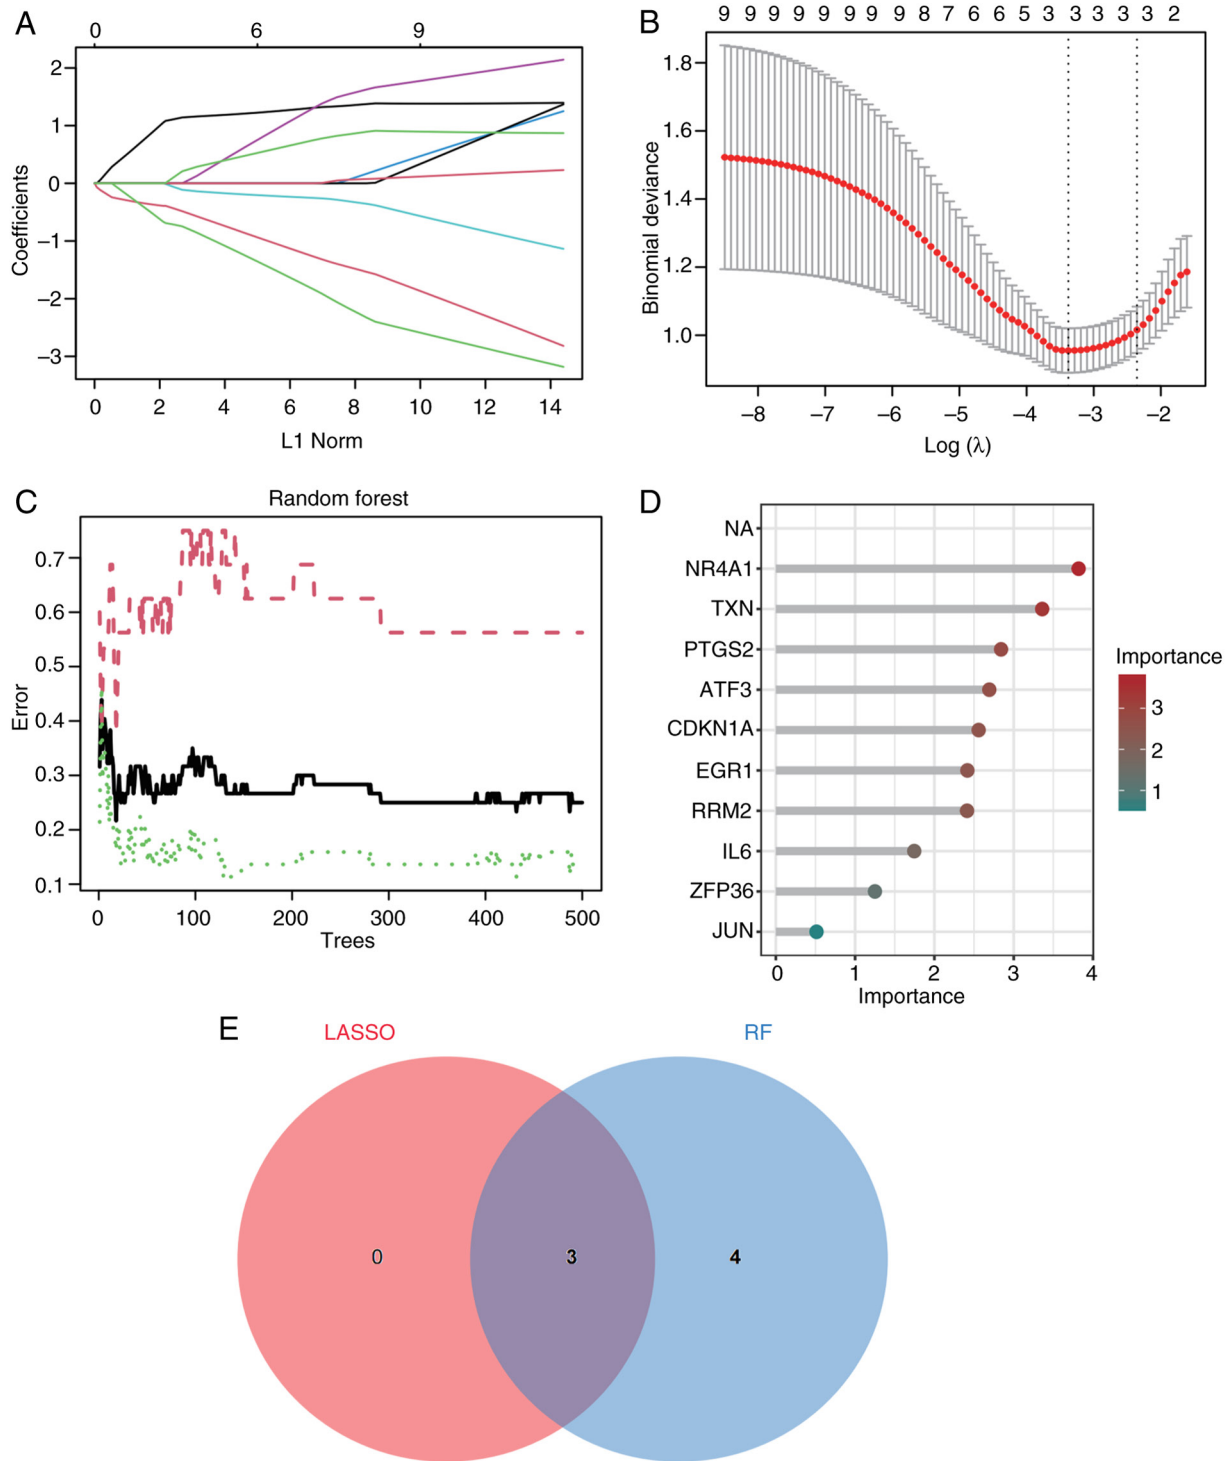 A
0 6 9
2
1
0
−1
−2
−3
Coefficients
0 2 4 6 8 10 12 14
L1 Norm
B
9 9 9 9 9 9 9 9 8 7 6 6 5 3 3 3 3 3 2
1.8
1.6
1.4
1.2
1.0
Binomial deviance
−8 −7 −6 −5 −4 −3 −2
Log (λ)
C
Random forest
0.7
0.6
0.5
0.4
0.3
0.2
0.1
Error
0 100 200 300 400 500
Trees
D
NA
NR4A1
TXN
PTGS2
ATF3
CDKN1A
EGR1
RRM2
IL6
ZFP36
JUN
0 1 2 3 4
Importance
Importance
3
2
1
E
LASSO RF
0 3 4